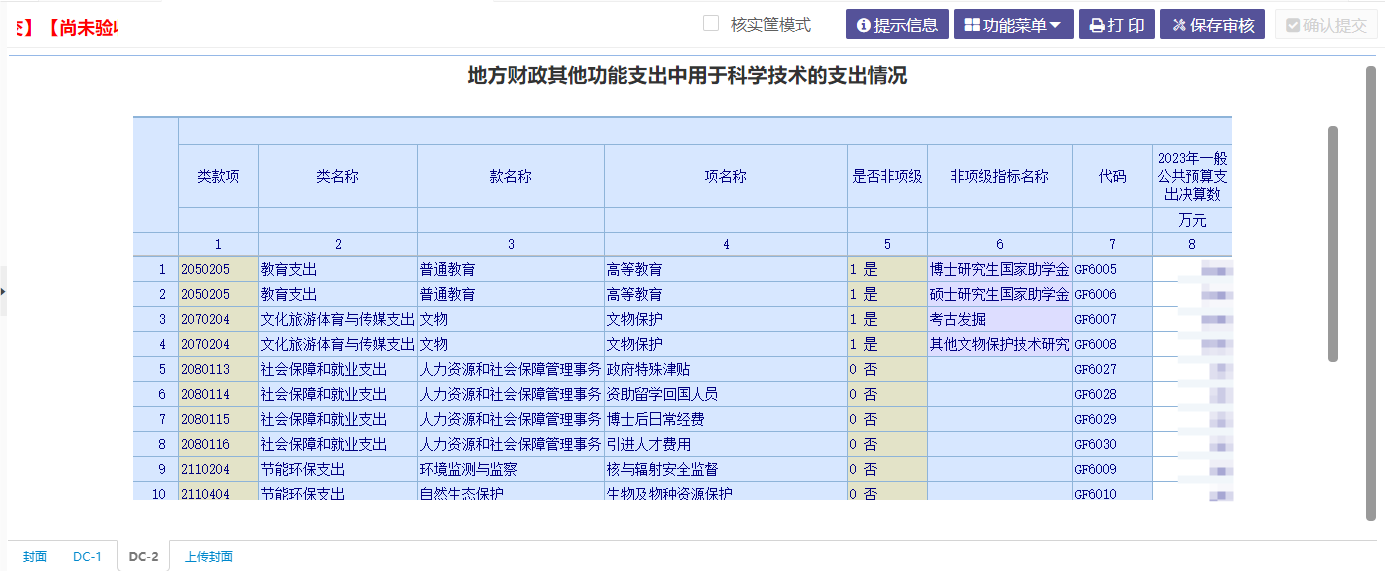 【尚未验
核实筐模式 提示信息 功能菜单 打 印 保存审核 确认提交
地方财政其他功能支出中用于科学技术的支出情况
类款项 类名称 款名称 项名称 是否非项级 非项级指标名称 代码 2023年一般公共预算支出决算数
万元
1 2 3 4 5 6 7 8
1 2050205 教育支出 普通教育 高等教育 1 是 博士研究生国家助学金 GF6005
2 2050205 教育支出 普通教育 高等教育 1 是 硕士研究生国家助学金 GF6006
3 2070204 文化旅游体育与传媒支出 文物 文物保护 1 是 考古发掘 GF6007
4 2070204 文化旅游体育与传媒支出 文物 文物保护 1 是 其他文物保护技术研究 GF6008
5 2080113 社会保障和就业支出 人力资源和社会保障管理事务 政府特殊津贴 0 否 GF6027
6 2080114 社会保障和就业支出 人力资源和社会保障管理事务 资助留学回国人员 0 否 GF6028
7 2080115 社会保障和就业支出 人力资源和社会保障管理事务 博士后日常经费 0 否 GF6029
8 2080116 社会保障和就业支出 人力资源和社会保障管理事务 引进人才费用 0 否 GF6030
9 2110204 节能环保支出 环境监测与监察 核与辐射安全监督 0 否 GF6009
10 2110404 节能环保支出 自然生态保护 生物及物种资源保护 0 否 GF6010
封面 DC-1 DC-2 上传封面